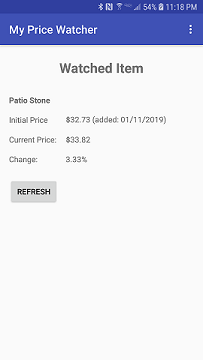 54% 11:18 PM
My Price Watcher
Watched Item
Patio Stone
Initial Price $32.73 (added: 01/11/2019)
Current Price: $33.82
Change: 3.33%
REFRESH